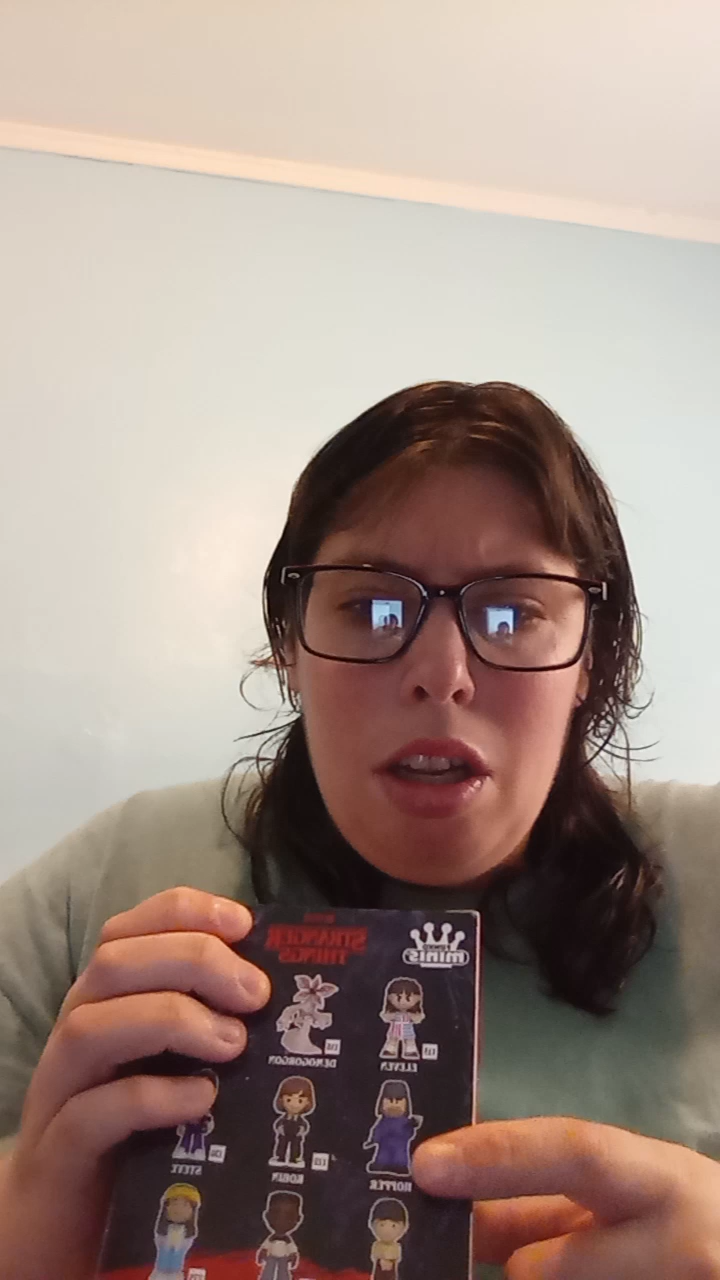 STRANGER
THINGS
FUNKO
minis
ELEVEN
DEMOGORGON
HOPPER
ROBIN
STEVE